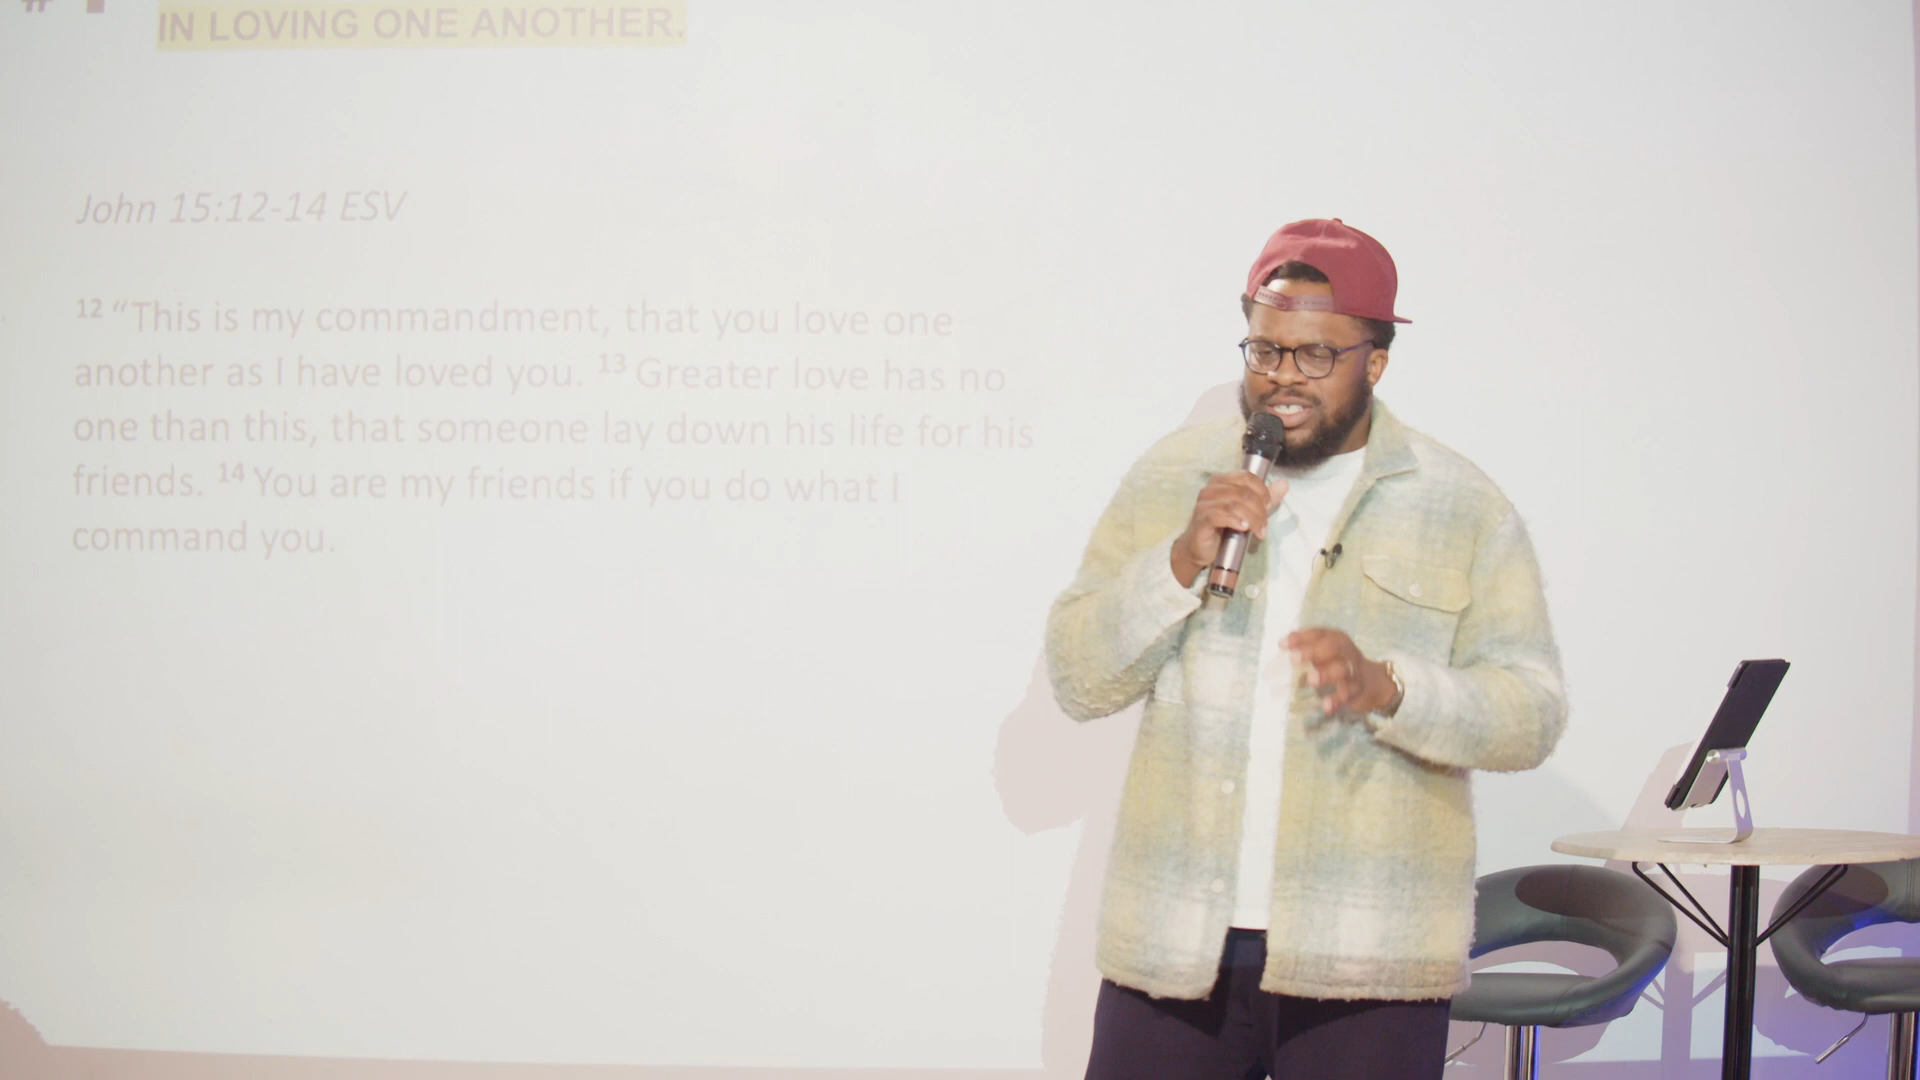 #1
IN LOVING ONE ANOTHER.
John 15:12-14 ESV
12 “This is my commandment, that you love one
another as I have loved you. 13 Greater love has no
one than this, that someone lay down his life for his
friends. 14 You are my friends if you do what I
command you.